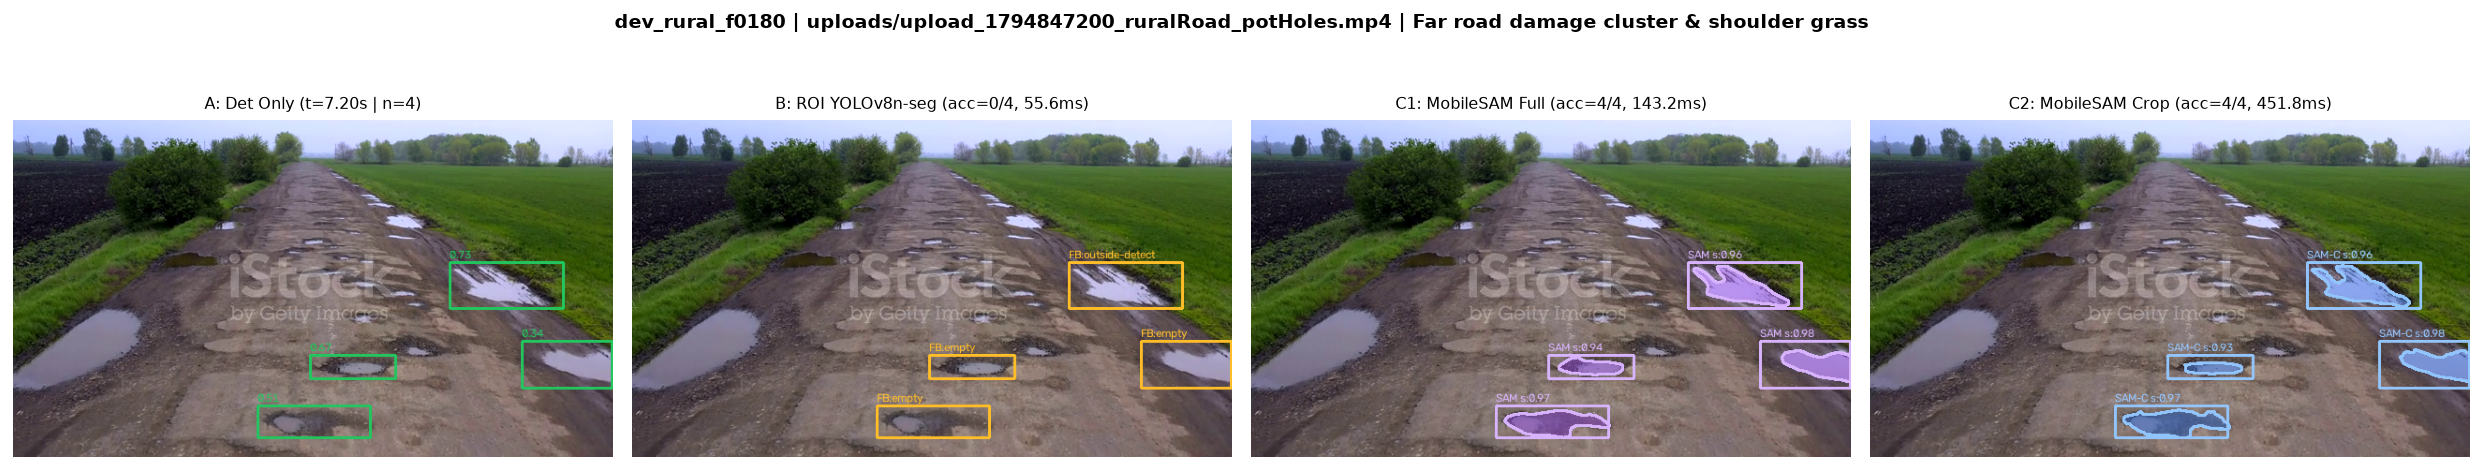 dev_rural_f0180 | uploads/upload_1794847200_ruralRoad_potHoles.mp4 | Far road damage cluster & shoulder grass
A: Det Only (t=7.20s | n=4)
0.73
0.34
iStock
by Getty Images
B: ROI YOLOv8n-seg (acc=0/4, 55.6ms)
FB:outside-detect
FB:empty
FB:empty
FB:empty
iStock
by Getty Images
C1: MobileSAM Full (acc=4/4, 143.2ms)
SAM s:0.96
SAM s:0.98
SAM s:0.94
SAM s:0.97
iStock
by Getty Images
C2: MobileSAM Crop (acc=4/4, 451.8ms)
SAM-C s:0.96
SAM-C s:0.98
SAM-C s:0.93
SAM-C s:0.97
iStock
by Getty Images